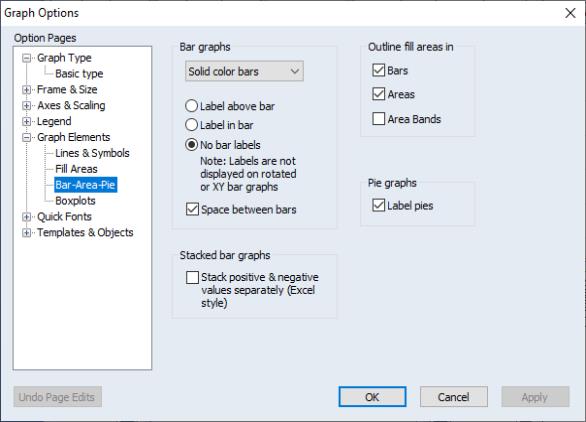 Graph Options
Option Pages
Graph Type
Basic type
Frame & Size
Axes & Scaling
Legend
Graph Elements
Lines & Symbols
Fill Areas
Bar-Area-Pie
Boxplots
Quick Fonts
Templates & Objects
Bar graphs
Solid color bars
Label above bar
Label in bar
No bar labels
Note: Labels are not
displayed on rotated
or XY bar graphs
Space between bars
Stacked bar graphs
Stack positive & negative
values separately (Excel
style)
Outline fill areas in
Bars
Areas
Area Bands
Pie graphs
Label pies
Undo Page Edits
OK
Cancel
Apply